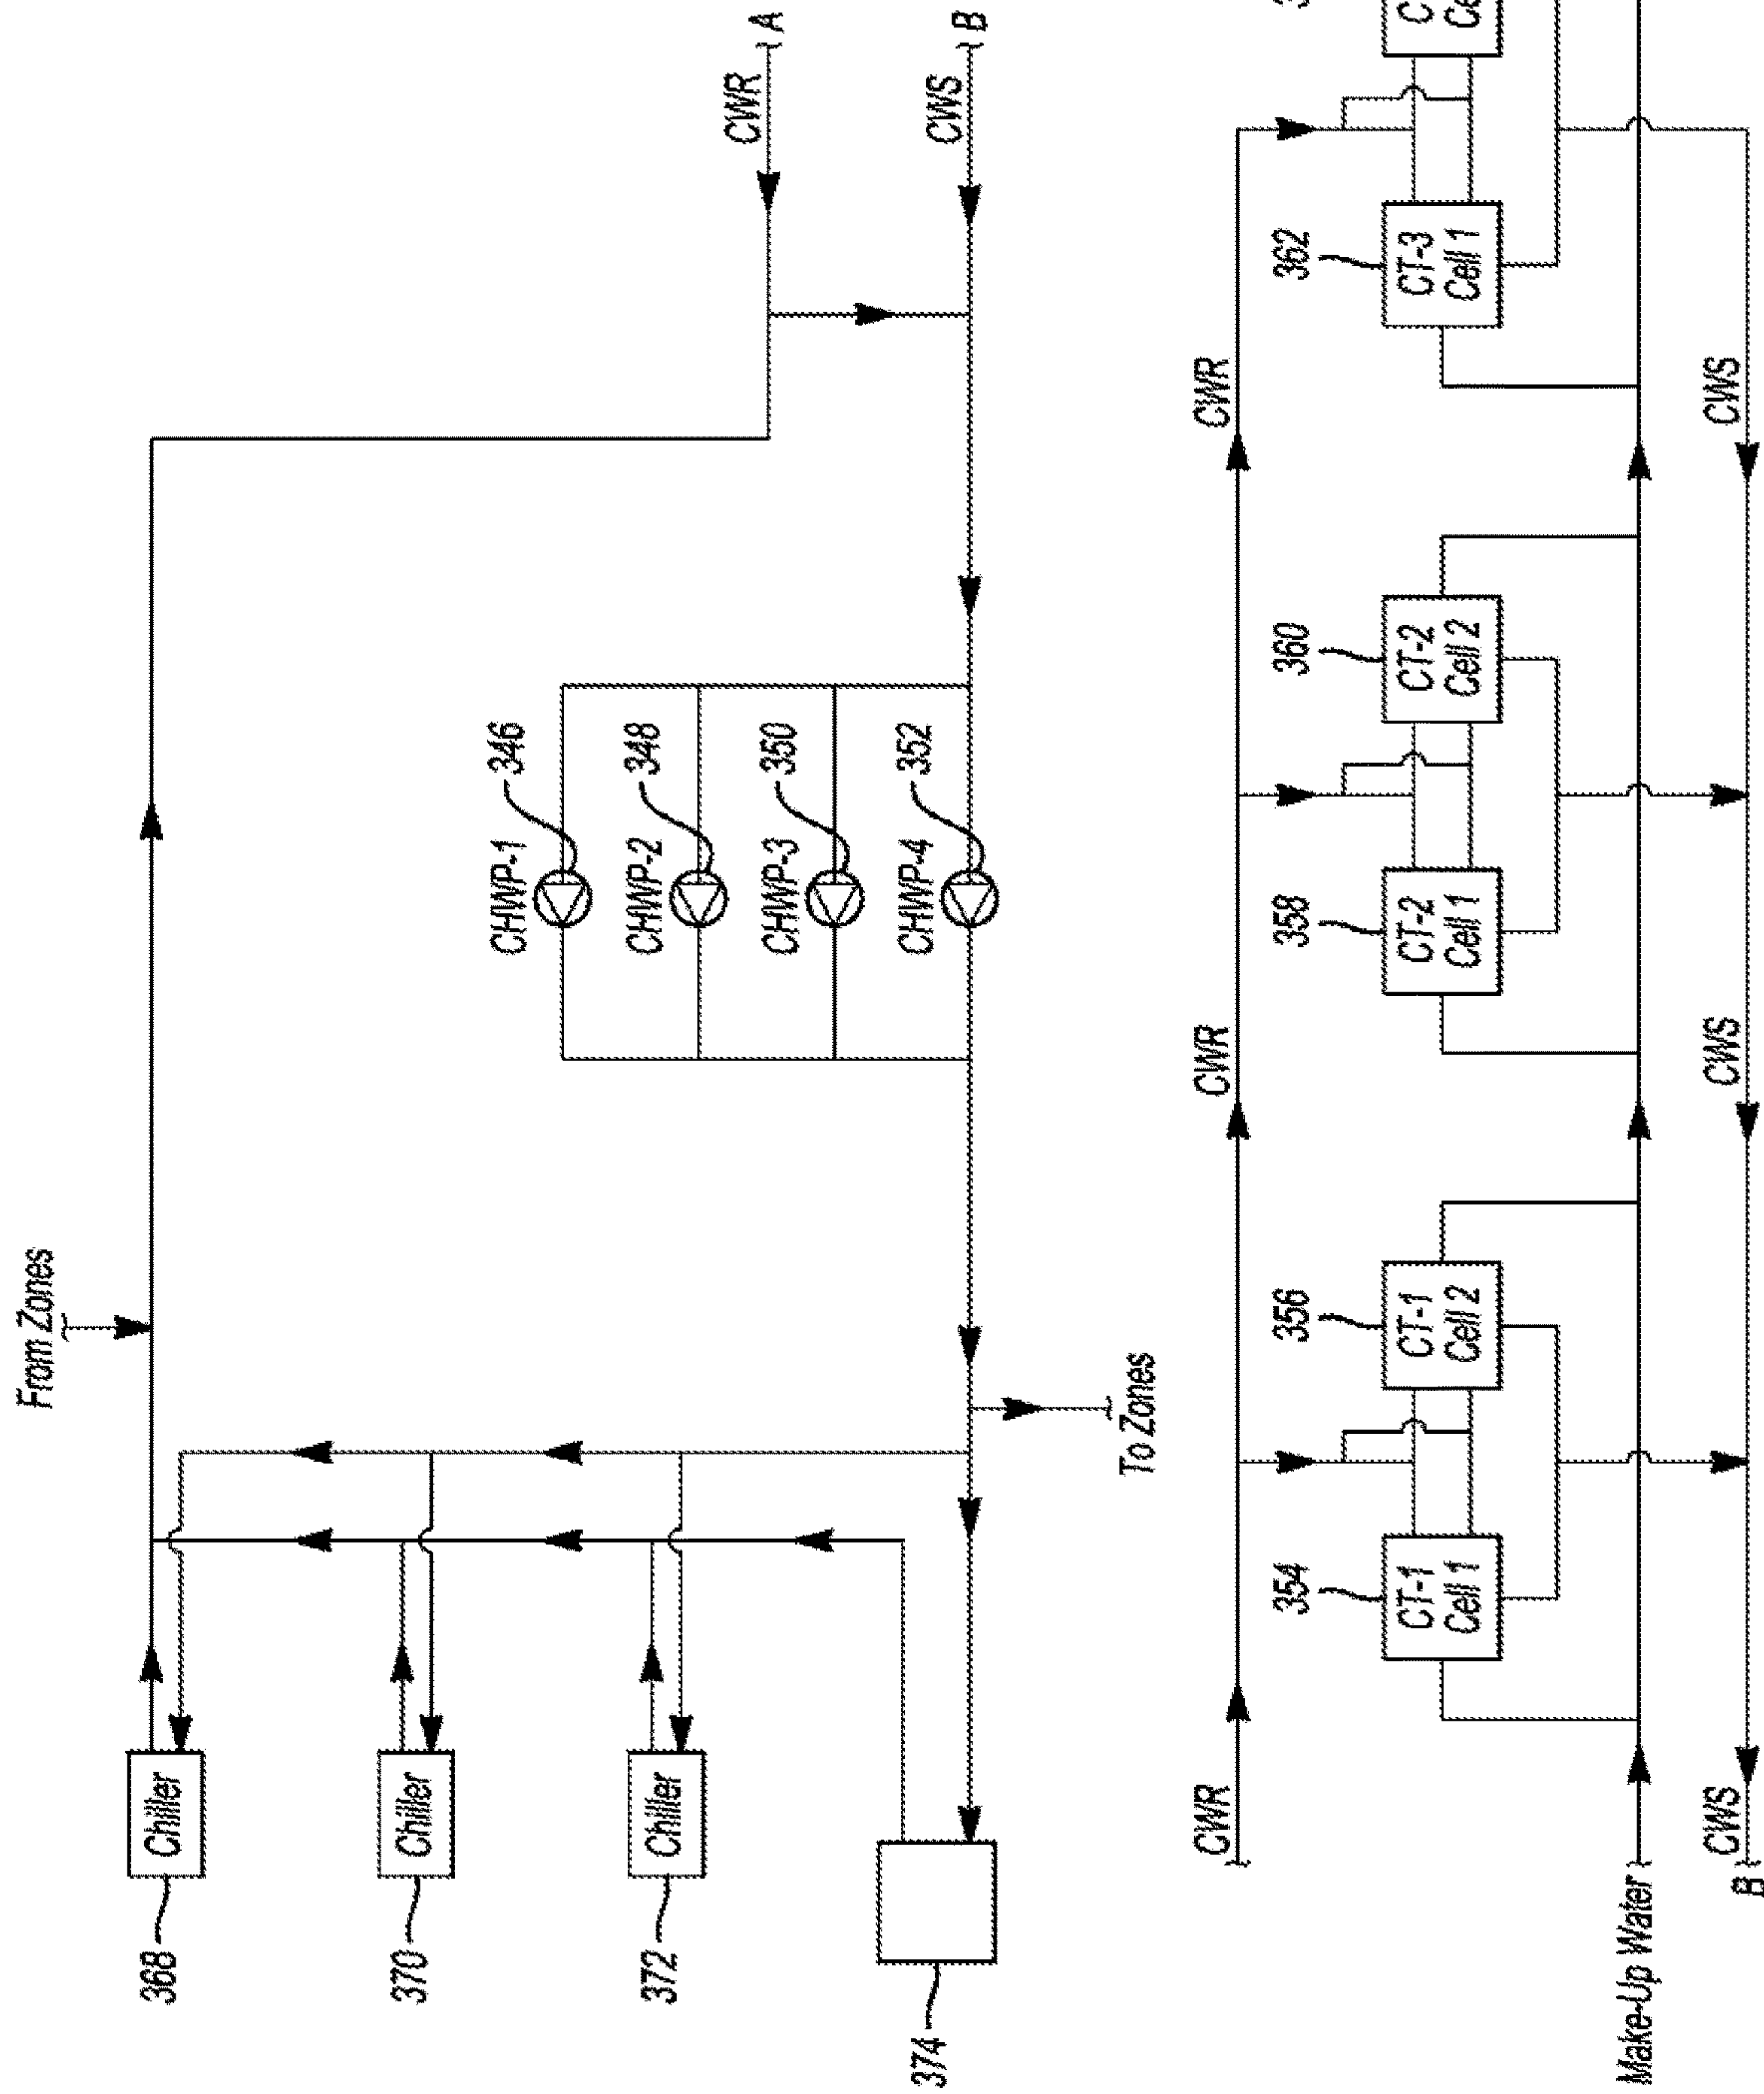 From Zones
368
Chiller
370
Chiller
372
Chiller
374
To Zones
CHWP-1
346
CHWP-2
348
CHWP-3
350
CHWP-4
352
CWR
A
CWS
B
CWR
CWR
CWR
354
CT-1
Cell 1
356
CT-1
Cell 2
358
CT-2
Cell 1
360
CT-2
Cell 2
362
CT-3
Cell 1
Make-Up Water
B
CWS
CWS
CWS